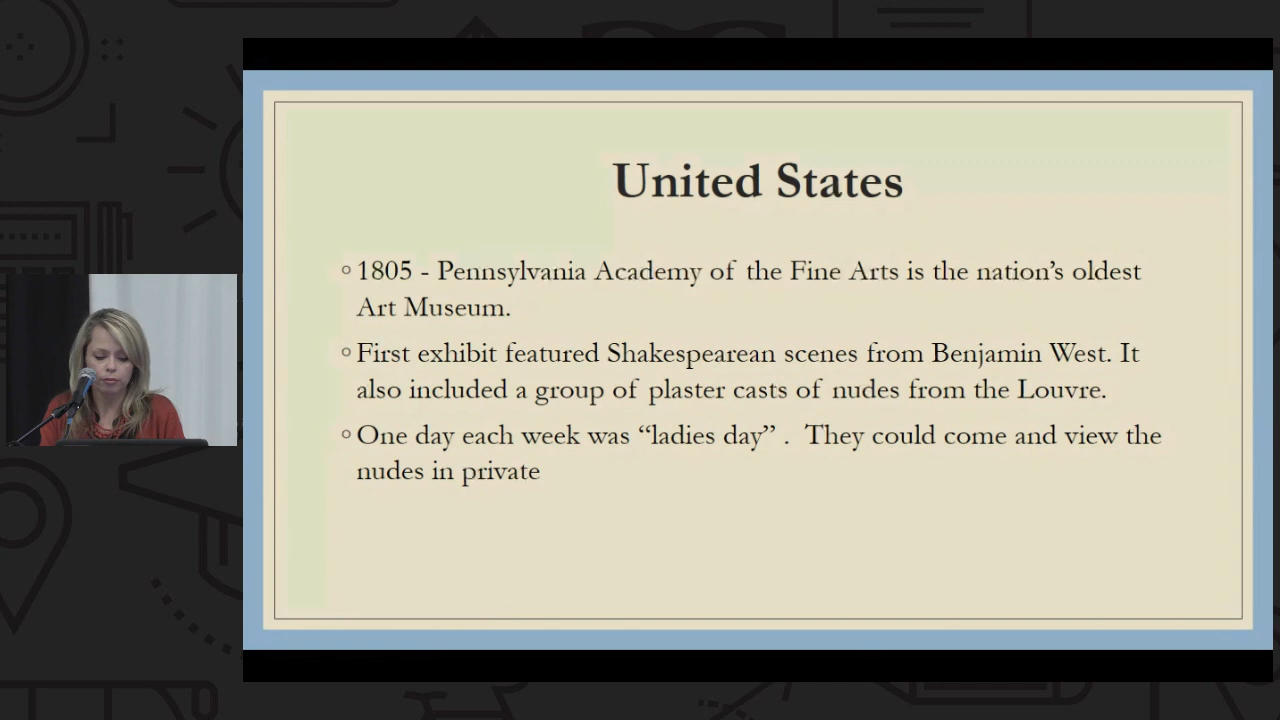 United States
◦ 1805 - Pennsylvania Academy of the Fine Arts is the nation’s oldest
Art Museum.
◦ First exhibit featured Shakespearean scenes from Benjamin West. It
also included a group of plaster casts of nudes from the Louvre.
◦ One day each week was “ladies day” .  They could come and view the
nudes in private